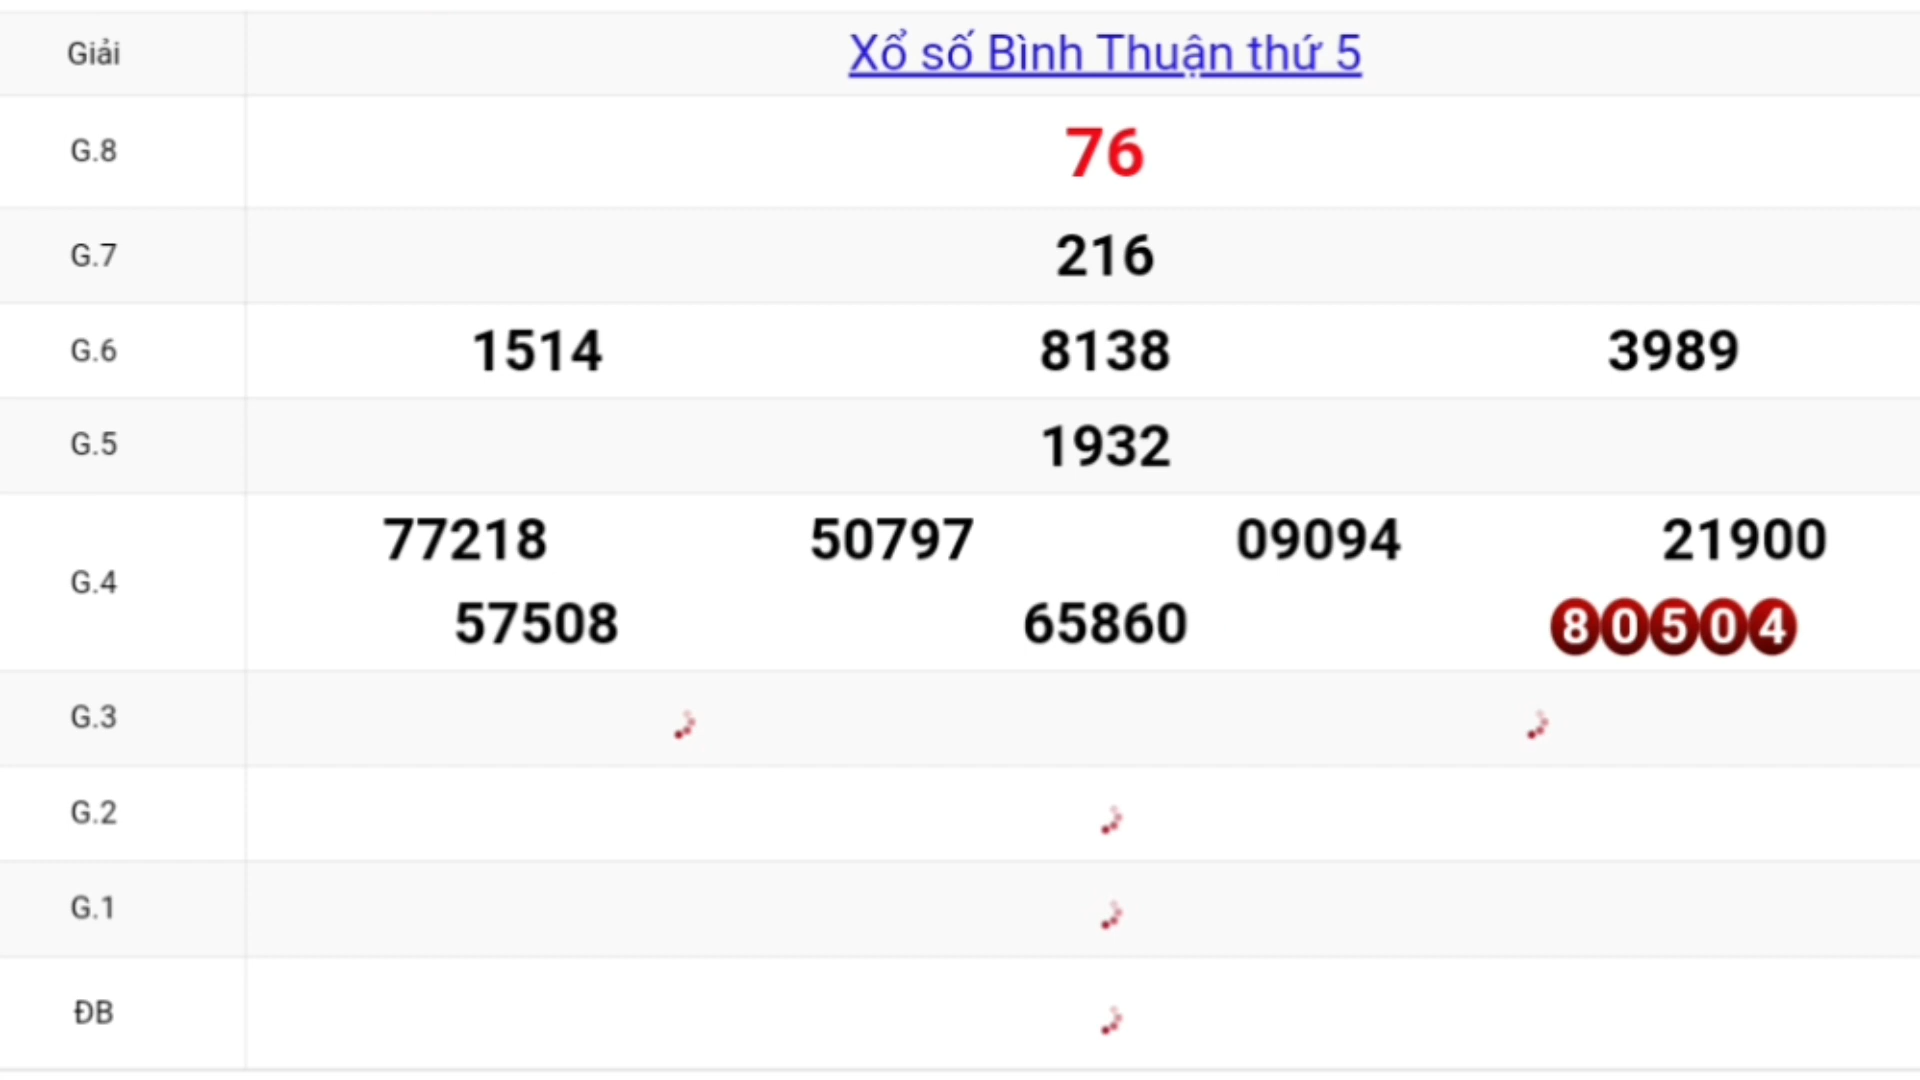 Giải Xổ số Bình Thuận thứ 5
G.8 76
G.7 216
G.6 1514 8138 3989
G.5 1932
G.4 77218 50797 09094 21900
57508 65860 80504
G.3
G.2
G.1
ĐB